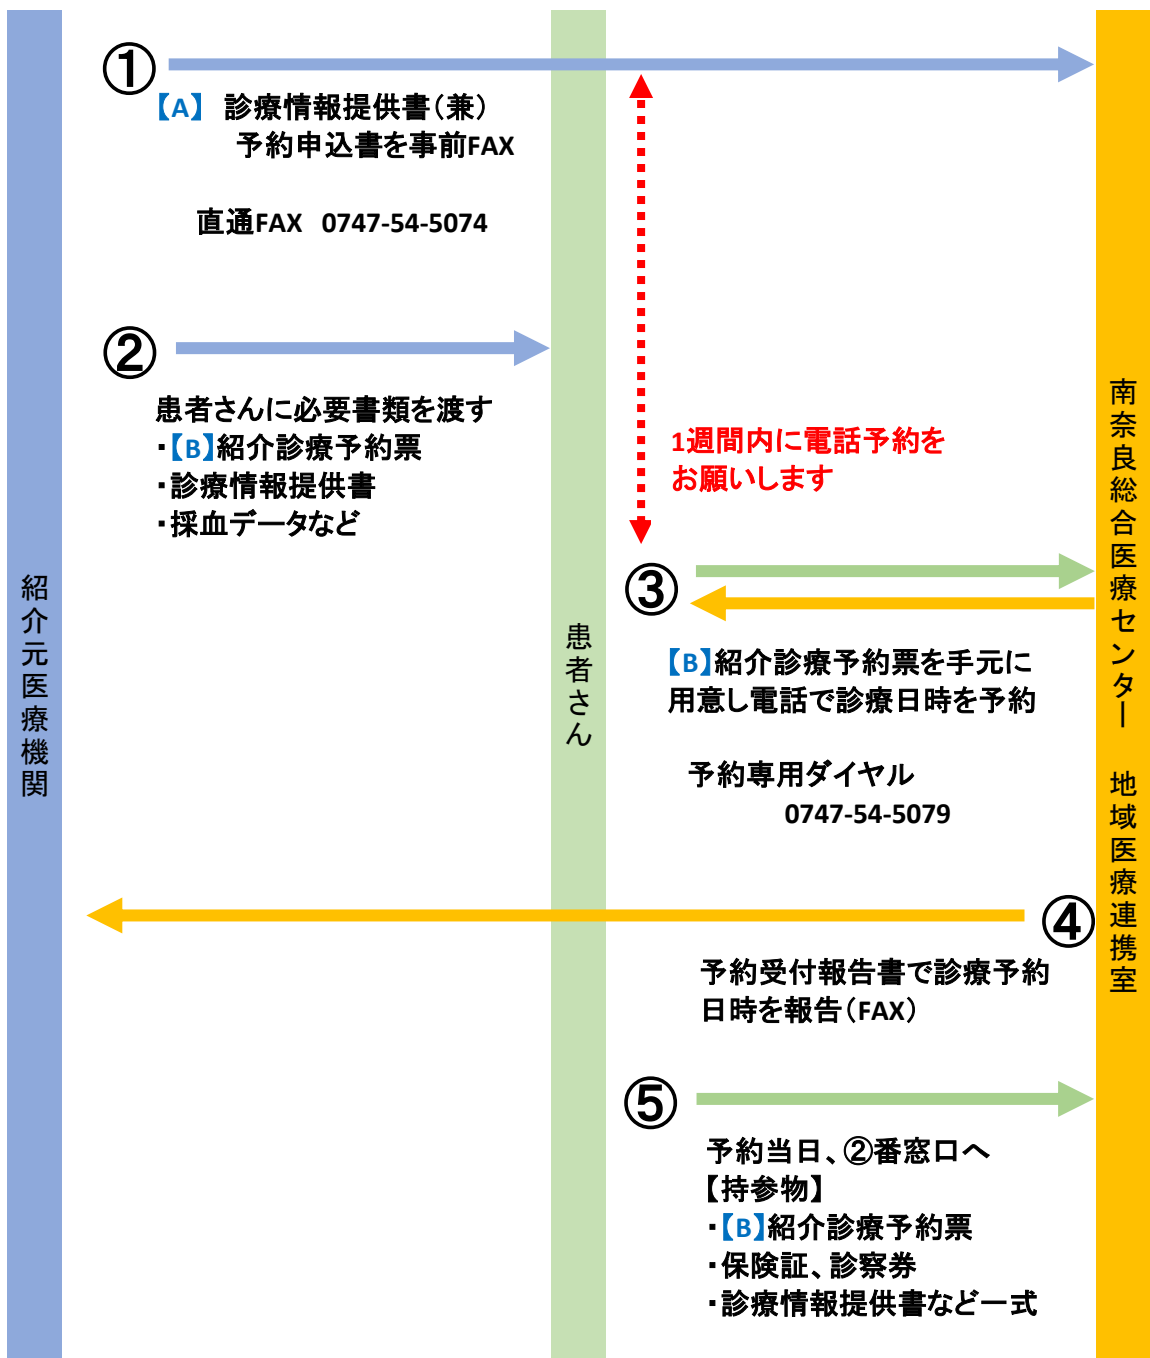 ①
【A】 診療情報提供書（兼）
予約申込書を事前FAX
直通FAX 0747-54-5074
②
患者さんに必要書類を渡す
・【B】紹介診療予約票
・診療情報提供書
・採血データなど
1週間内に電話予約を
お願いします
③
【B】紹介診療予約票を手元に
用意し電話で診療日時を予約
予約専用ダイヤル
0747-54-5079
④
予約受付報告書で診療予約
日時を報告（FAX）
⑤
予約当日、②番窓口へ
【持参物】
・【B】紹介診療予約票
・保険証、診察券
・診療情報提供書など一式
紹介元医療機関
患者さん
南奈良総合医療センター 地域医療連携室